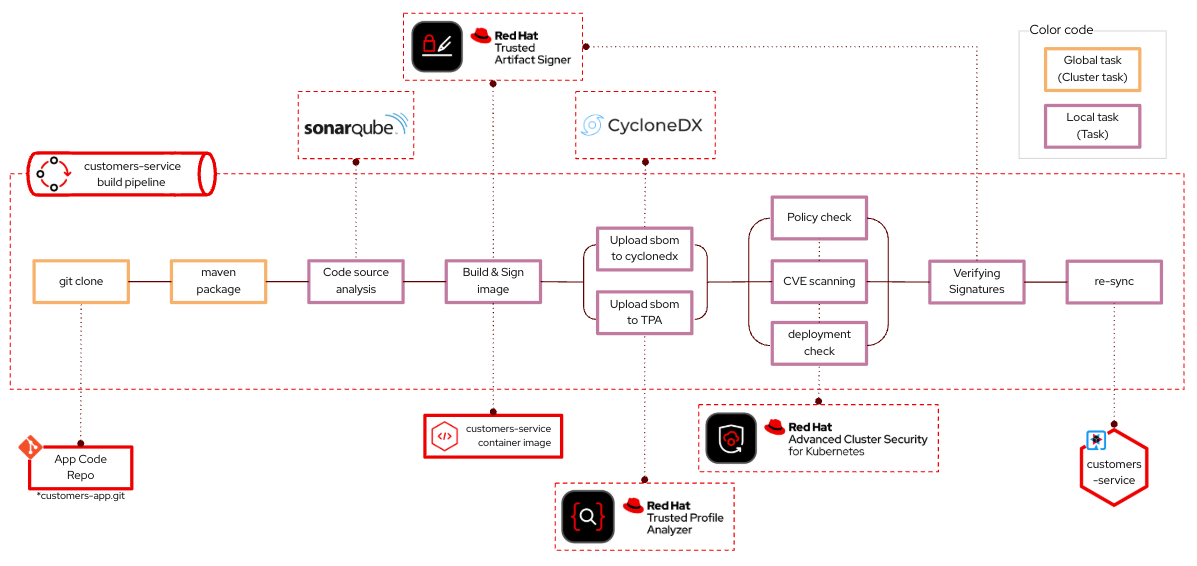 Red Hat
Trusted
Artifact Signer
Color code
Global task
(Cluster task)
Local task
(Task)
sonarqube
CycloneDX
customers-service
build pipeline
git clone
maven
package
Code source
analysis
Build & Sign
image
Upload sbom
to cyclonedx
Upload sbom
to TPA
Policy check
CVE scanning
deployment
check
Verifying
Signatures
re-sync
App Code
Repo
*customers-app.git
customers-service
container image
Red Hat
Advanced Cluster Security
for Kubernetes
customers
-service
Red Hat
Trusted Profile
Analyzer